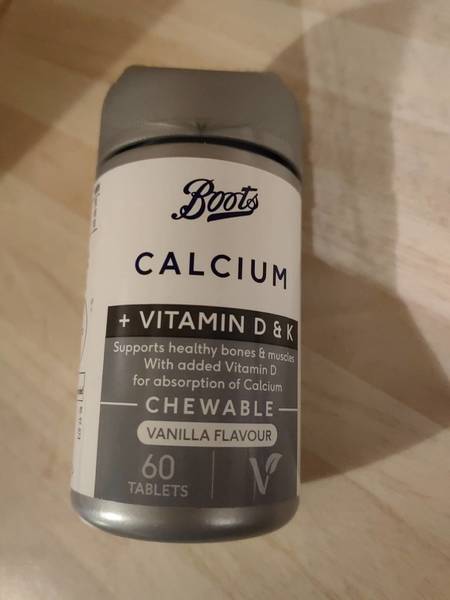 Boots
CALCIUM
+ VITAMIN D & K
Supports healthy bones & muscles
With added Vitamin D
for absorption of Calcium
CHEWABLE
VANILLA FLAVOUR
60
TABLETS
V